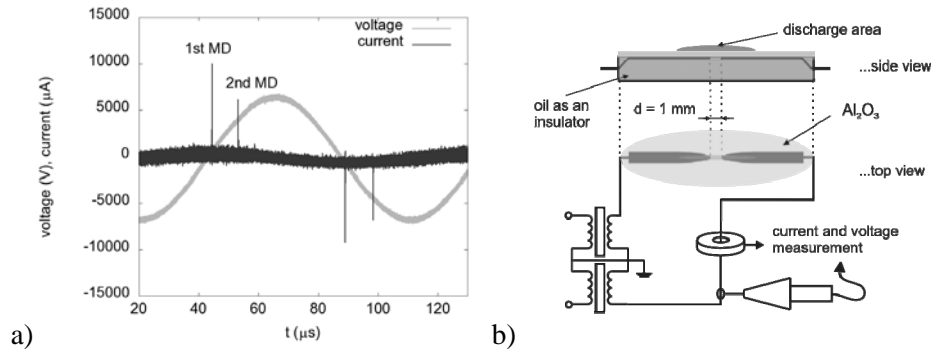 a)
voltage (V), current (μA)
15000
10000
5000
0
-5000
-10000
-15000
voltage
current
1st MD
2nd MD
20 40 60 80 100 120
t (μs)
b)
discharge area
...side view
oil as an
insulator
d = 1 mm
Al₂O₃
...top view
current and voltage
measurement